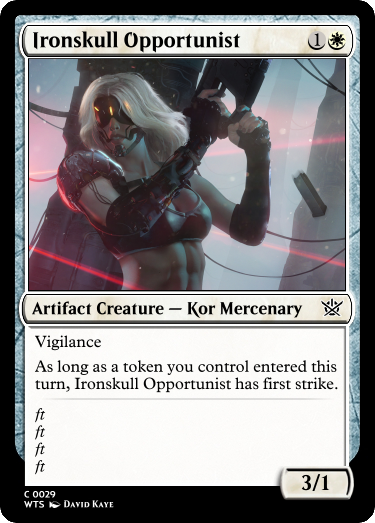 Ironskull Opportunist 1
Artifact Creature — Kor Mercenary
Vigilance
As long as a token you control entered this
turn, Ironskull Opportunist has first strike.
ft
ft
ft
ft
3/1
C 0029
WTS David Kaye